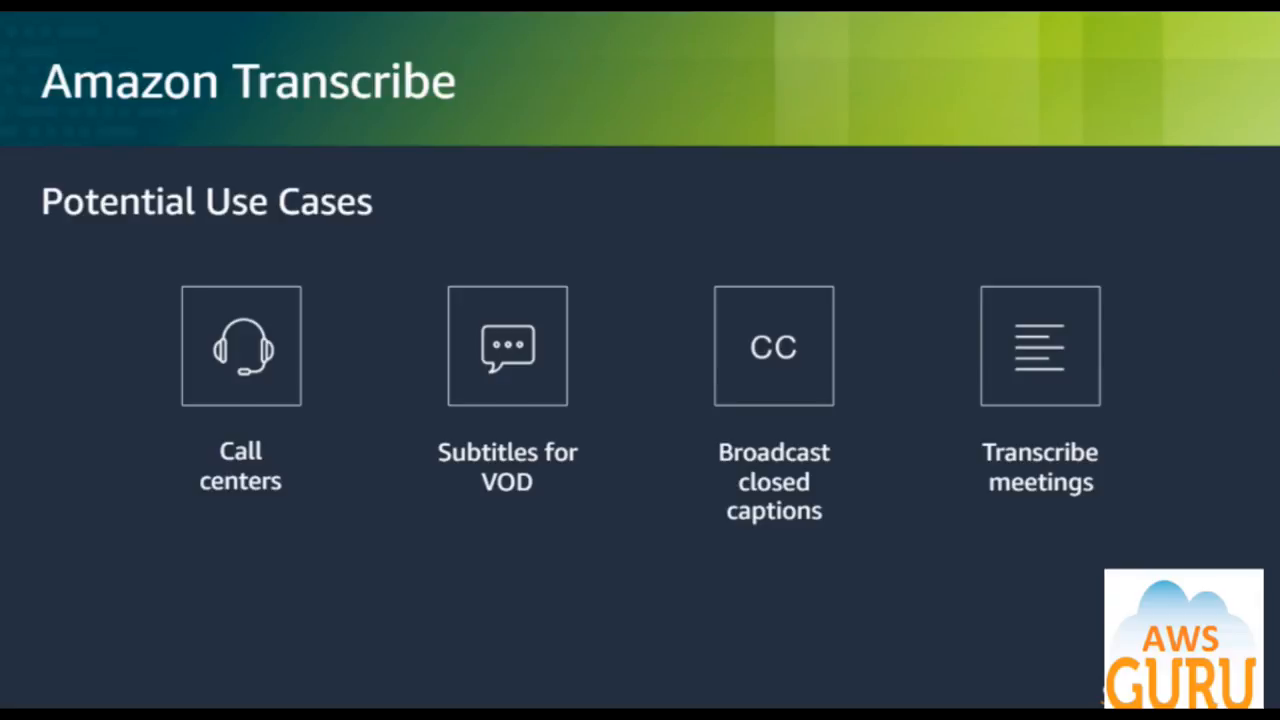 Amazon Transcribe
Potential Use Cases
CC
Call
centers
Subtitles for
VOD
Broadcast
closed
captions
Transcribe
meetings
AWS
GURU